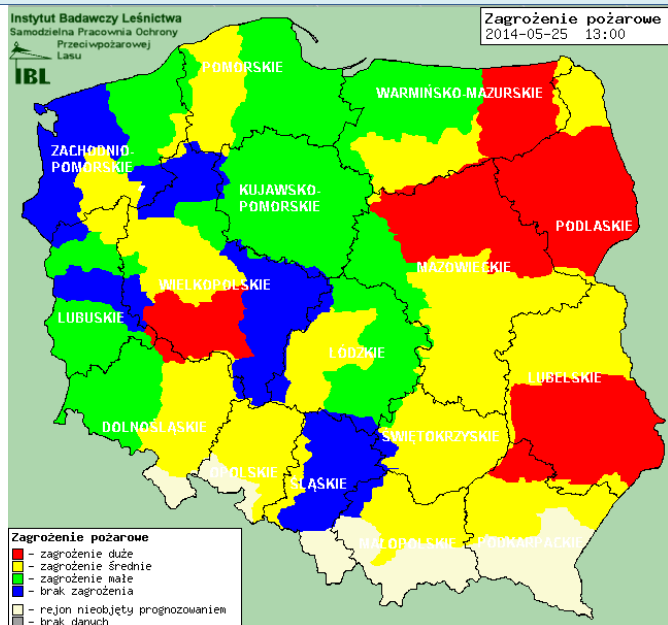 Instytut Badawczy Leśnictwa
Samodzielna Pracownia Ochrony
Przeciwpożarowej
Lasu
IBL
Zagrożenie pożarowe
2014-05-25 13:00
POMORSKIE
WARMIŃSKO-MAZURSKIE
ZACHODNIO-
POMORSKIE
KUJAWSKO-
POMORSKIE
PODLASKIE
MAZOWIECKIE
WIELKOPOLSKIE
LUBUSKIE
ŁÓDZKIE
LUBELSKIE
DOLNOŚLĄSKIE
ŚWIĘTOKRZYSKIE
OPOLSKIE
ŚLĄSKIE
MAŁOPOLSKIE
PODKARPACKIE
Zagrożenie pożarowe
- zagrożenie duże
- zagrożenie średnie
- zagrożenie małe
- brak zagrożenia
- rejon nieobjęty prognozowaniem
- brak danych